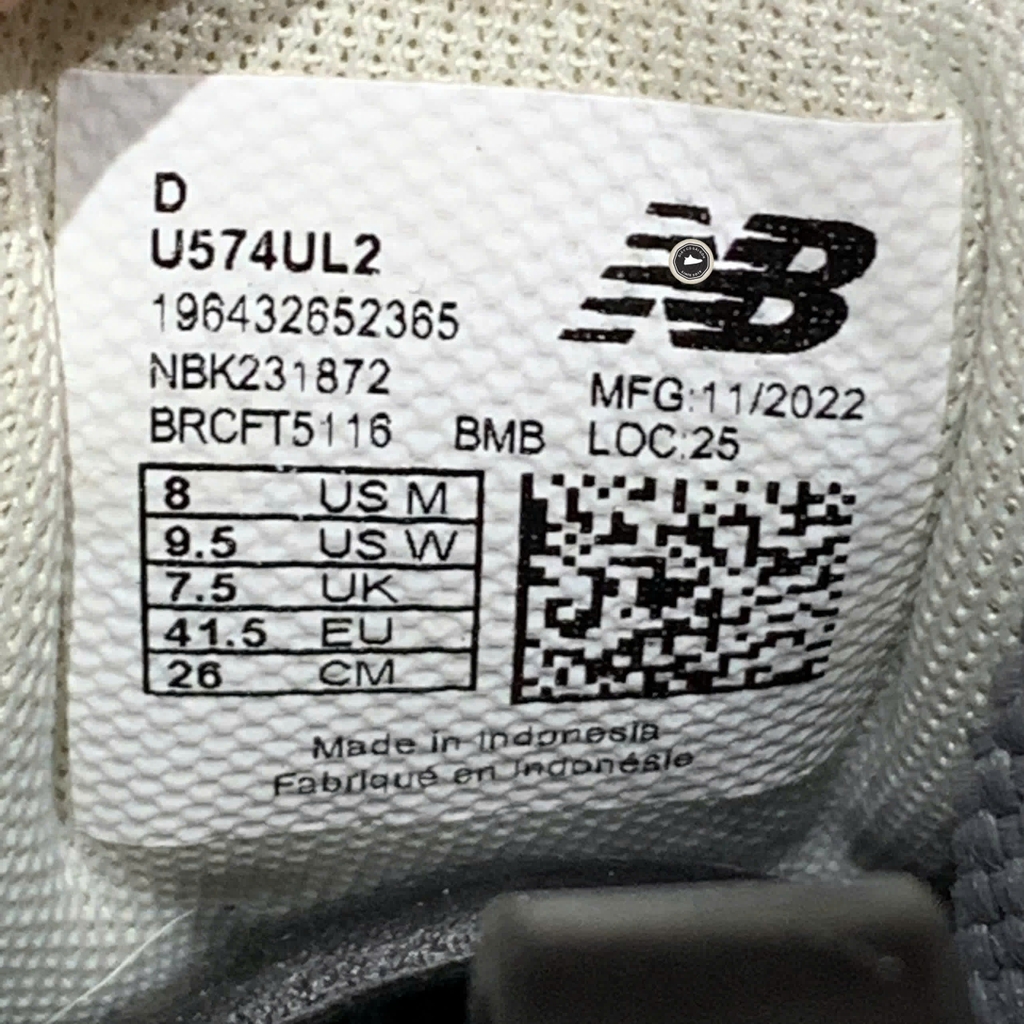 D
U574UL2
196432652365
NBK231872
BRCFT5116 BMB
NB
MFG:11/2022
LOC:25
8 US M
9.5 US W
7.5 UK
41.5 EU
26 CM
Made in Indonesia
Fabriqué en Indonésie